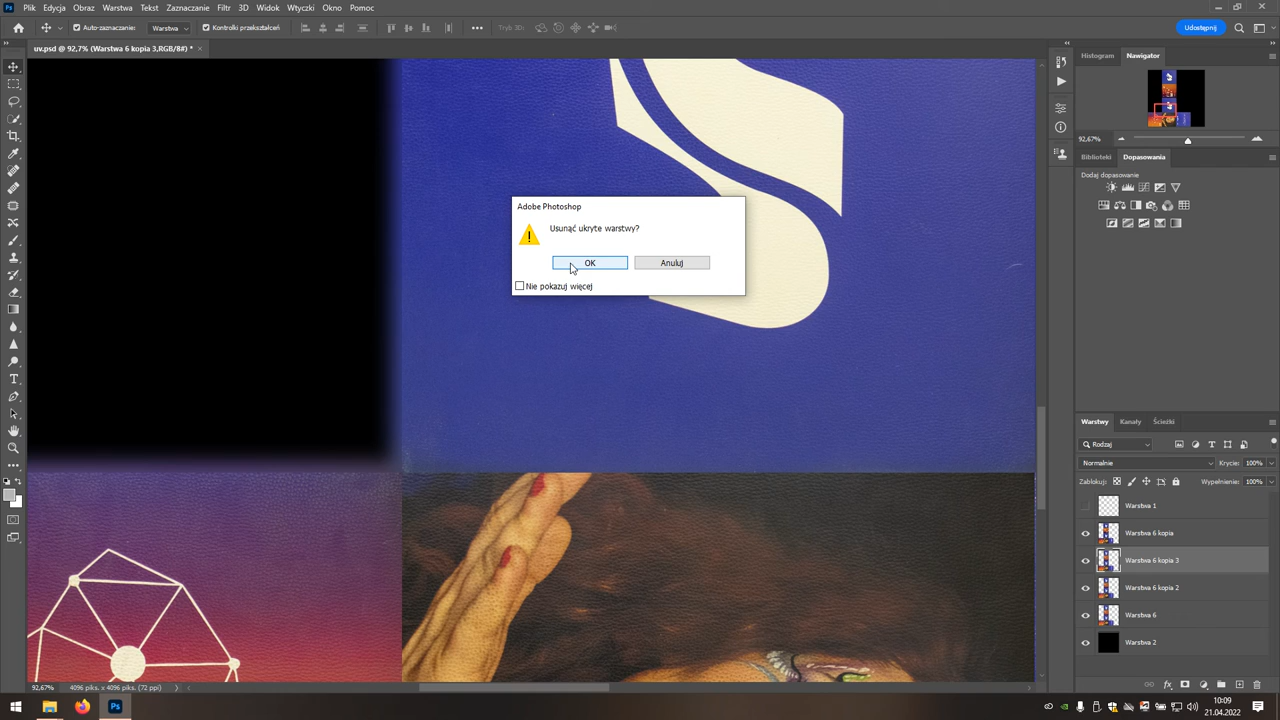 Ps Plik Edycja Obraz Warstwa Tekst Zaznaczanie Filtr 3D Widok Wtyczki Okno Pomoc
Auto-zaznaczanie: Warstwa Kontrolki przekształceń Tryb 3D: Udostępnij
uv.psd @ 92,7% (Warstwa 6 kopia 3,RGB/8#) * ×
Histogram Nawigator
92,67%
Biblioteki Dopasowania
Dodaj dopasowanie
Adobe Photoshop
Usunąć ukryte warstwy?
OK Anuluj
Nie pokazuj więcej
Warstwy Kanały Ścieżki
Rodzaj
Normalnie Krycie: 100%
Zablokuj: Wypełnienie: 100%
Warstwa 1
Warstwa 6 kopia
Warstwa 6 kopia 3
Warstwa 6 kopia 2
Warstwa 6
Warstwa 2
92,67% 4096 piks. x 4096 piks. (72 ppi)
Ps
10:09
21.04.2022